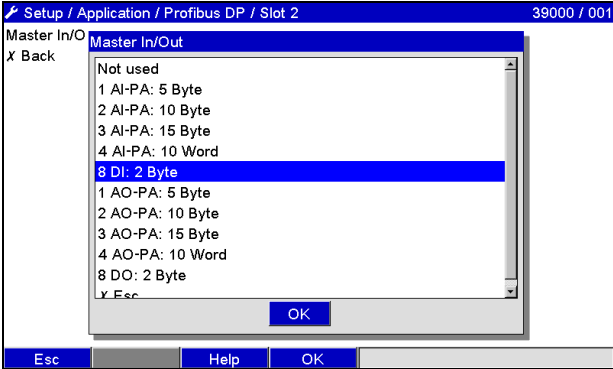 Setup / Application / Profibus DP / Slot 2 39000 / 001
Master In/O
Master In/Out
X Back
Not used
1 AI-PA: 5 Byte
2 AI-PA: 10 Byte
3 AI-PA: 15 Byte
4 AI-PA: 10 Word
8 DI: 2 Byte
1 AO-PA: 5 Byte
2 AO-PA: 10 Byte
3 AO-PA: 15 Byte
4 AO-PA: 10 Word
8 DO: 2 Byte
X Esc
OK
Esc Help OK